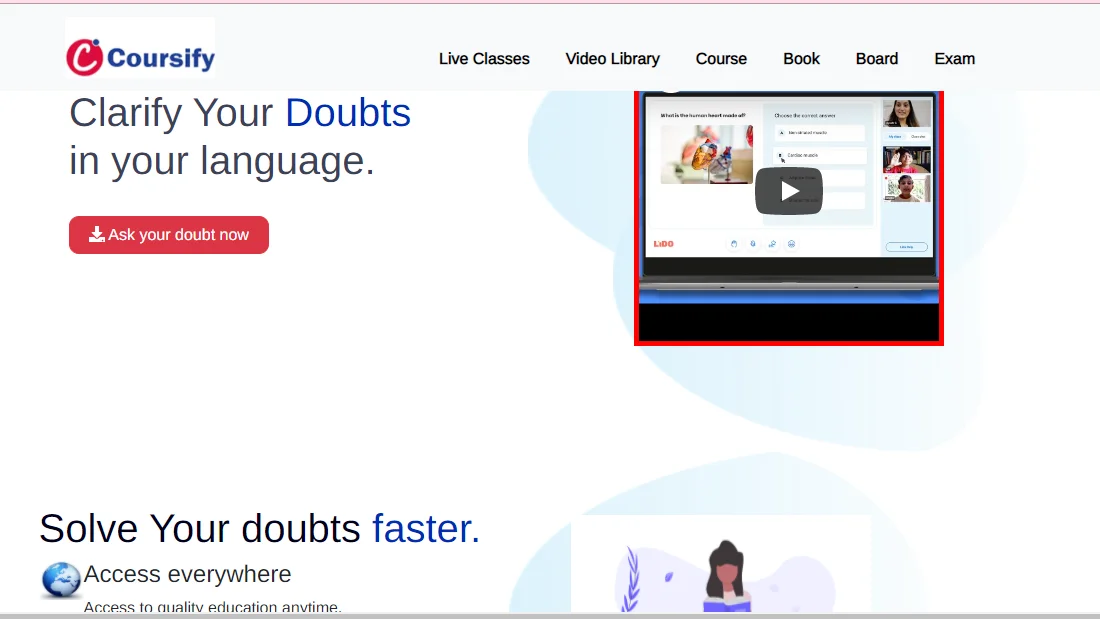 Coursify
Live Classes
Video Library
Course
Book
Board
Exam
Clarify Your Doubts
in your language.
Ask your doubt now
What is the human heart made of?
Choose the correct answer
Cardiac muscle
LIDO
Solve Your doubts faster.
Access everywhere
Access to quality education anytime.